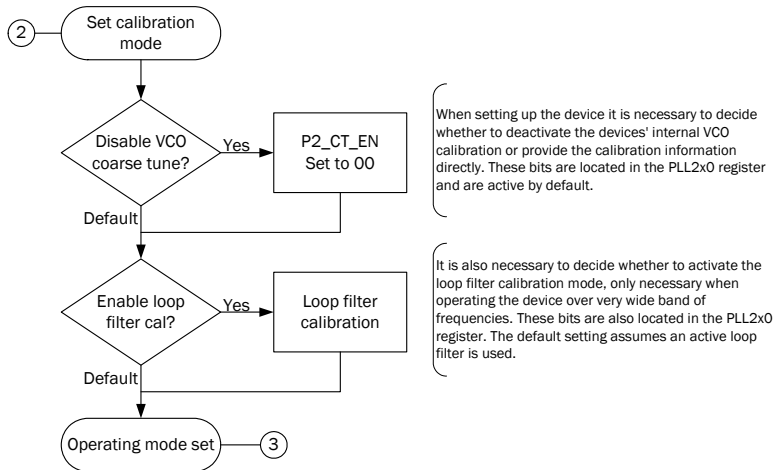 2
Set calibration
mode
Disable VCO
coarse tune?
Yes
P2_CT_EN
Set to 00
When setting up the device it is necessary to decide
whether to deactivate the devices' internal VCO
calibration or provide the calibration information
directly. These bits are located in the PLL2x0 register
and are active by default.
Default
Enable loop
filter cal?
Yes
Loop filter
calibration
It is also necessary to decide whether to activate the
loop filter calibration mode, only necessary when
operating the device over very wide band of
frequencies. These bits are also located in the PLL2x0
register. The default setting assumes an active loop
filter is used.
Default
Operating mode set
3